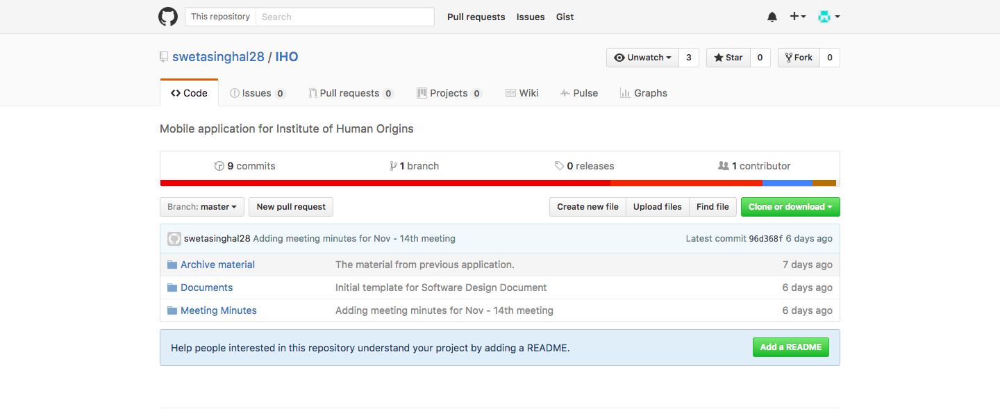 This repository Search Pull requests Issues Gist
swetasinghal28 / IHO Unwatch 3 Star 0 Fork 0
Code Issues 0 Pull requests 0 Projects 0 Wiki Pulse Graphs
Mobile application for Institute of Human Origins
9 commits 1 branch 0 releases 1 contributor
Branch: master New pull request Create new file Upload files Find file Clone or download
swetasinghal28 Adding meeting minutes for Nov - 14th meeting Latest commit 96d368f 6 days ago
Archive material The material from previous application. 7 days ago
Documents Initial template for Software Design Document 6 days ago
Meeting Minutes Adding meeting minutes for Nov - 14th meeting 6 days ago
Help people interested in this repository understand your project by adding a README. Add a README